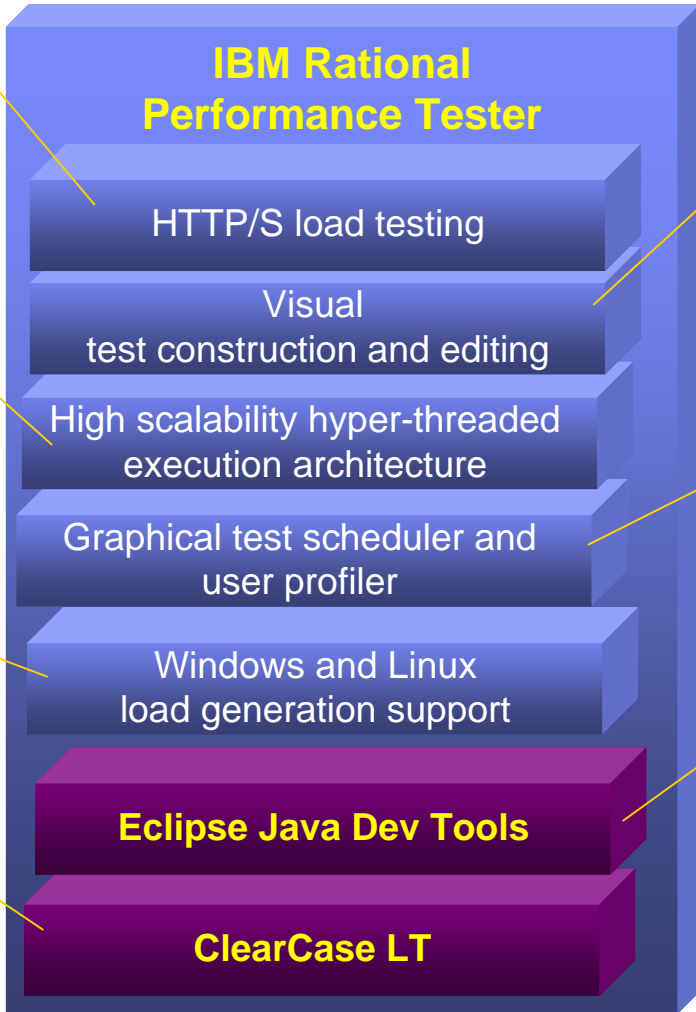 IBM Rational
Performance Tester
HTTP/S load testing
Visual
test construction and editing
High scalability hyper-threaded
execution architecture
Graphical test scheduler and
user profiler
Windows and Linux
load generation support
Eclipse Java Dev Tools
ClearCase LT